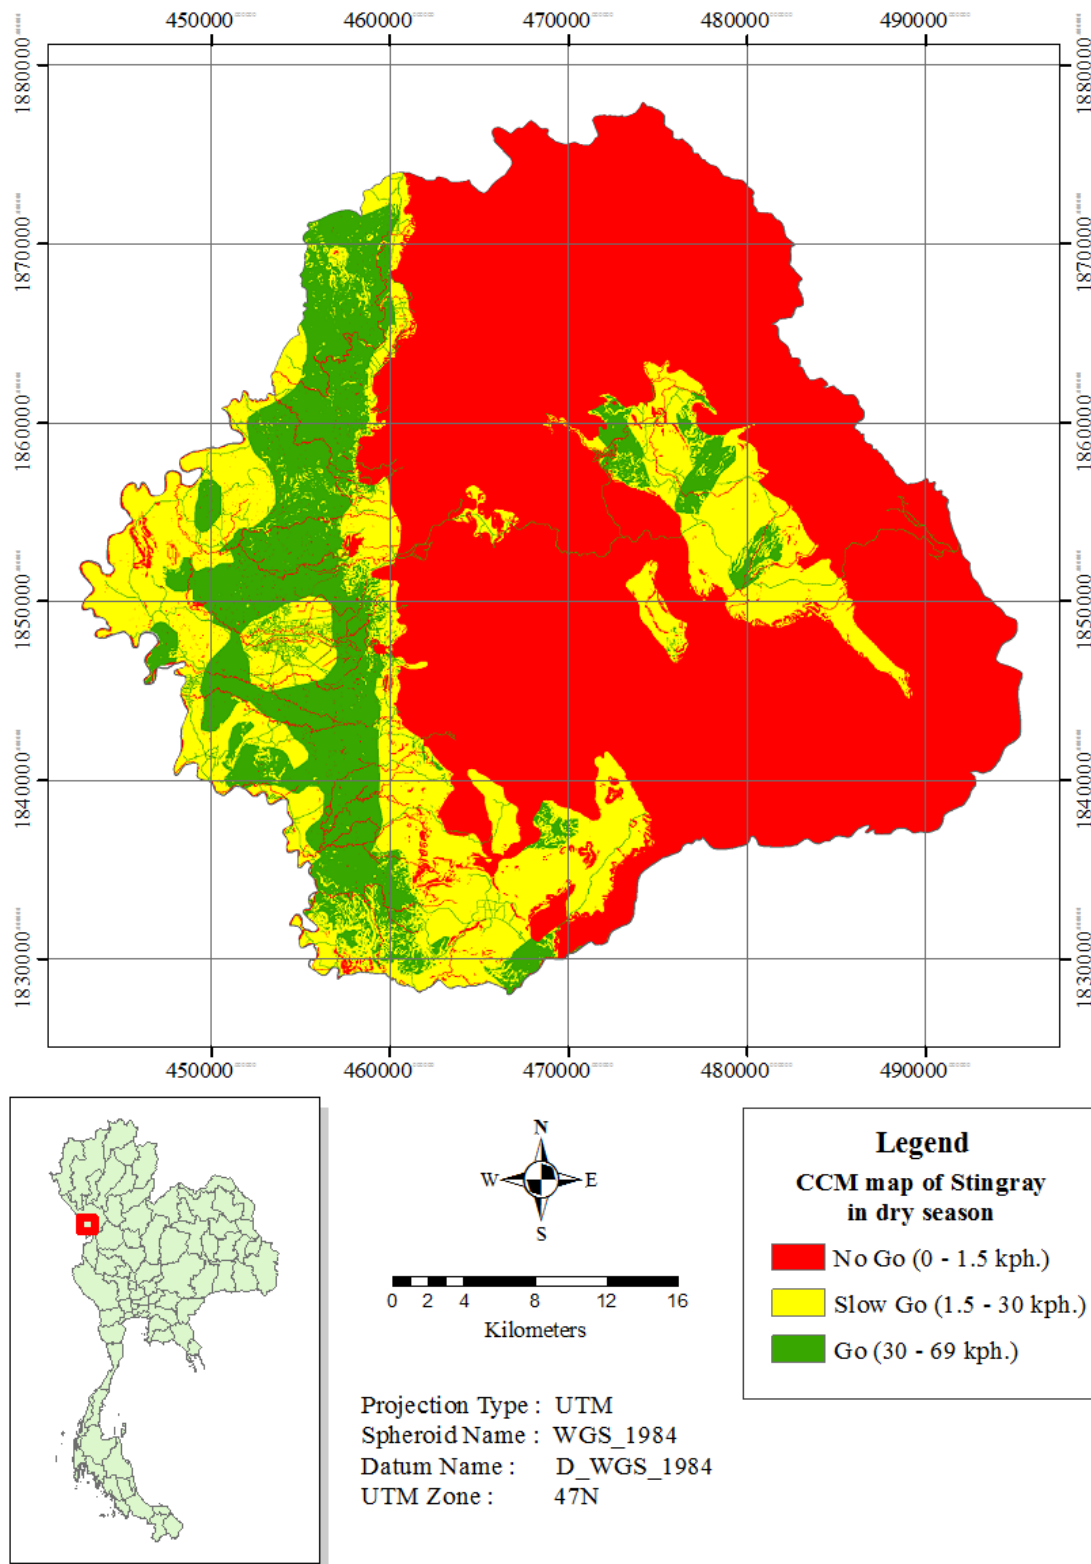 450000 460000 470000 480000 490000
1880000 1880000
1870000 1870000
1860000 1860000
1850000 1850000
1840000 1840000
1830000 1830000
450000 460000 470000 480000 490000
N
W E
S
0 2 4 8 12 16
Kilometers
Projection Type : UTM
Spheroid Name : WGS_1984
Datum Name : D_WGS_1984
UTM Zone : 47N
Legend
CCM map of Stingray
in dry season
No Go (0 - 1.5 kph.)
Slow Go (1.5 - 30 kph.)
Go (30 - 69 kph.)